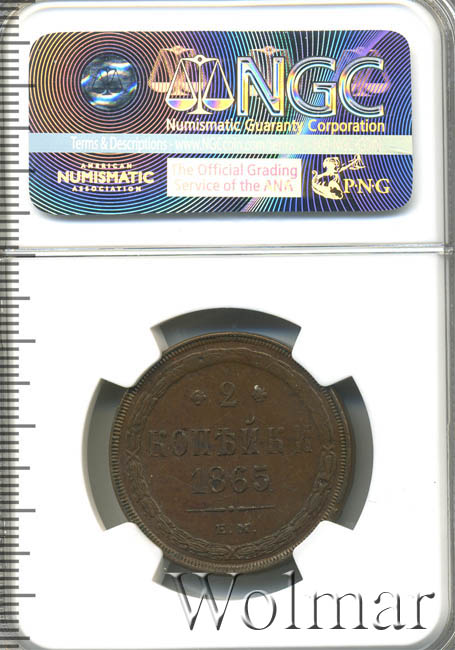 NGC
Numismatic Guaranty Corporation
Terms & Descriptions - www.NGCcoin.com
AMERICAN
NUMISMATIC
ASSOCIATION
The Official Grading
Service of the ANA
PNG
2
КОПѢЙКИ
1865
Е.М.
Wolmar